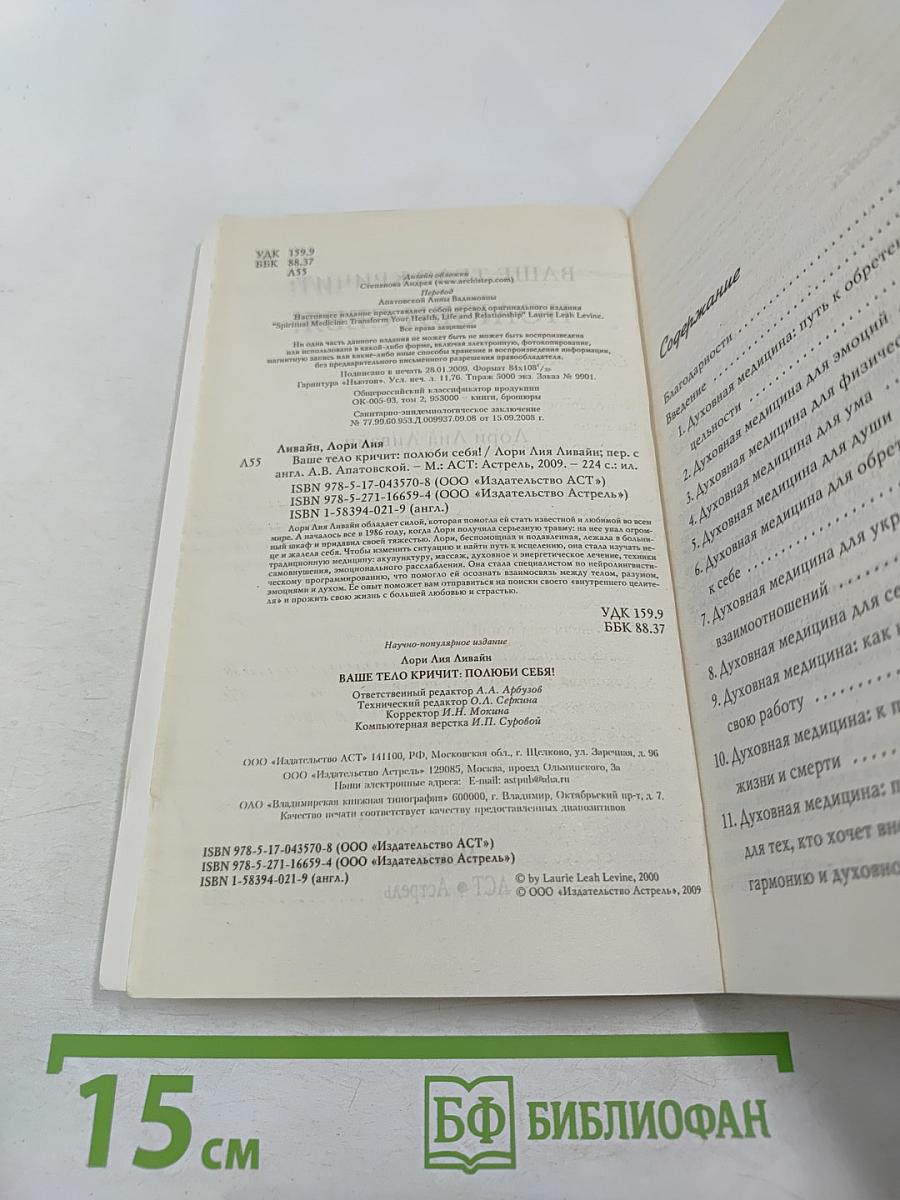 УДК 159.9
ББК 88.37
Л55
Дизайн обложки
Степанова Андрея (www.archistep.com)
Перевод
Апатовской Анны Вадимовны
Настоящее издание представляет собой перевод оригинального издания
"Spiritual Medicine: Transform Your Health, Life and Relationship" Laurie Leah Levine.
Все права защищены
Ни одна часть данного издания не может быть не может быть воспроизведена
или использована в какой-либо форме, включая электронную, фотокопирование,
магнитную запись или какие-либо иные способы хранения и воспроизведения информации,
без предварительного письменного разрешения правообладателя.
Подписано в печать 28.01.2009. Формат 84x108¹/₃₂
Гарнитура «Ньютон». Усл. печ. л. 11,76. Тираж 5000 экз. Заказ № 9901.
Общероссийский классификатор продукции
ОК-005-93, том 2; 953000 – книги, брошюры
Санитарно-эпидемиологическое заключение
№ 77.99.60.953.Д.009937.09.08 от 15.09.2008 г.
Ливайн, Лори Лия
Л55 Ваше тело кричит: полюби себя! / Лори Лия Ливайн; пер. с
англ. А.В. Апатовской. – М.: АСТ: Астрель, 2009. – 224 с.: ил.
ISBN 978-5-17-043570-8 (ООО «Издательство АСТ»)
ISBN 978-5-271-16659-4 (ООО «Издательство Астрель»)
ISBN 1-58394-021-9 (англ.)
Лори Лия Ливайн обладает силой, которая помогла ей стать известной и любимой во всем
мире. А началось все в 1986 году, когда Лори получила серьезную травму: на нее упал огром-
ный шкаф и придавил своей тяжестью. Лори, беспомощная и подавленная, лежала в больни-
це и жалела себя. Чтобы изменить ситуацию и найти путь к исцелению, она стала изучать не-
традиционную медицину: акупунктуру, массаж, духовное и энергетическое лечение, техники
самовнушения, эмоционального расслабления. Она стала специалистом по нейролингвисти-
ческому программированию, что помогло ей осознать взаимосвязь между телом, разумом,
эмоциями и духом. Ее опыт поможет вам отправиться на поиски своего «внутреннего целите-
ля» и прожить свою жизнь с большей любовью и страстью.
УДК 159.9
ББК 88.37
Научно-популярное издание
Лори Лия Ливайн
ВАШЕ ТЕЛО КРИЧИТ: ПОЛЮБИ СЕБЯ!
Ответственный редактор А.А. Арбузов
Технический редактор О.Л. Серкина
Корректор И.Н. Мокина
Компьютерная верстка И.П. Суровой
ООО «Издательство АСТ» 141100, РФ, Московская обл., г. Щелково, ул. Заречная, д. 96
ООО «Издательство Астрель» 129085, Москва, проезд Ольминского, 3а
Наши электронные адреса: E-mail: astpub@aha.ru
ОАО «Владимирская книжная типография» 600000, г. Владимир, Октябрьский пр-т, д. 7.
Качество печати соответствует качеству предоставленных диапозитивов
ISBN 978-5-17-043570-8 (ООО «Издательство АСТ»)
ISBN 978-5-271-16659-4 (ООО «Издательство Астрель»)
ISBN 1-58394-021-9 (англ.)
© by Laurie Leah Levine, 2000
© ООО «Издательство Астрель», 2009
Содержание
Благодарности
Введение
1. Духовная медицина: путь к обрете
цельности
2. Духовная медицина для эмоций
3. Духовная медицина для физичес
4. Духовная медицина для ума
5. Духовная медицина для души
6. Духовная медицина для обрет
к себе
7. Духовная медицина для укр
взаимоотношений
8. Духовная медицина для се
9. Духовная медицина: как
свою работу
10. Духовная медицина: к п
жизни и смерти
11. Духовная медицина: п
для тех, кто хочет вне
гармонию и духовно
15 см
БФ БИБЛИОФАН